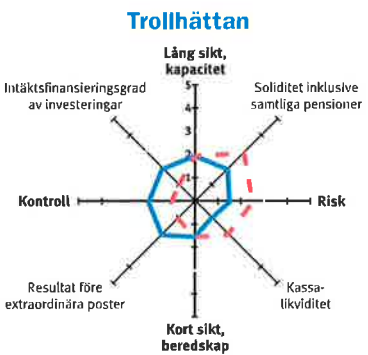 Trollhättan
Lång sikt,
kapacitet
Intäktsfinansieringsgrad
av investeringar
Soliditet inklusive
samtliga pensioner
5
4
3
2
1
Kontroll
Risk
Resultat före
extraordinära poster
Kassa-
likviditet
Kort sikt,
beredskap